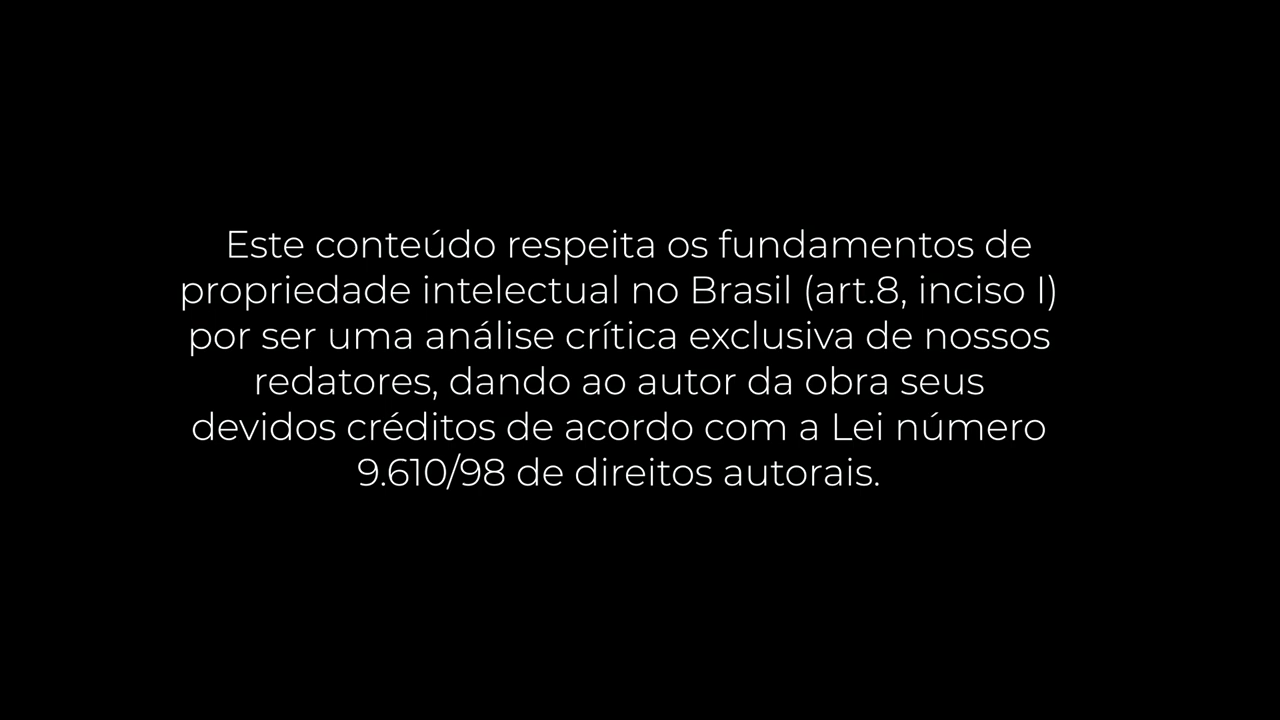 Este conteúdo respeita os fundamentos de
propriedade intelectual no Brasil (art.8, inciso I)
por ser uma análise crítica exclusiva de nossos
redatores, dando ao autor da obra seus
devidos créditos de acordo com a Lei número
9.610/98 de direitos autorais.